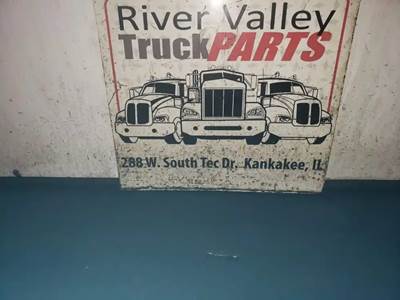 River Valley
TruckPARTS
288 W. South Tec Dr, Kankakee, IL